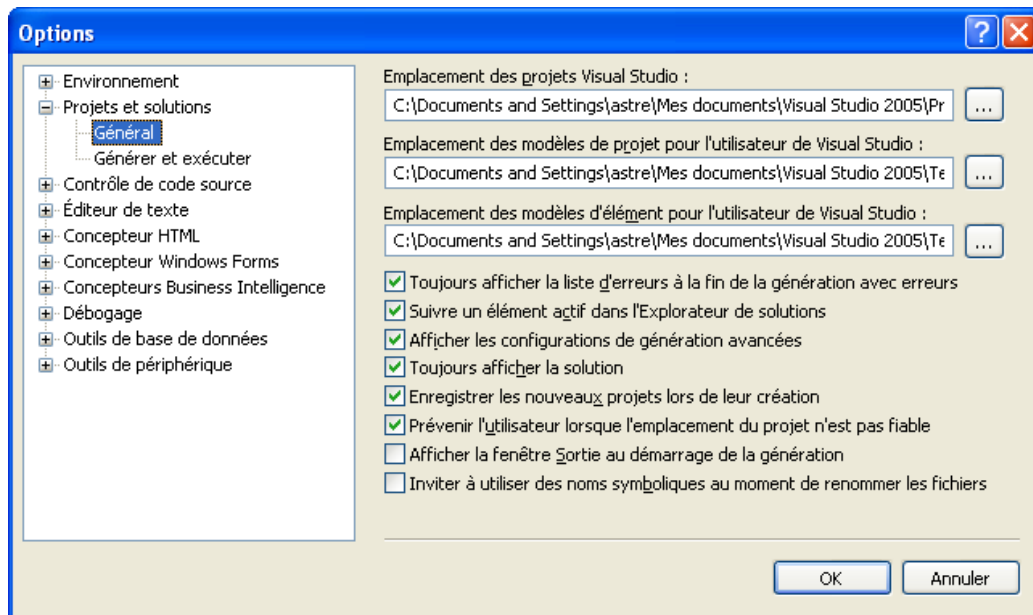 Options
Environnement
Projets et solutions
Général
Générer et exécuter
Contrôle de code source
Éditeur de texte
Concepteur HTML
Concepteur Windows Forms
Concepteurs Business Intelligence
Débogage
Outils de base de données
Outils de périphérique
Emplacement des projets Visual Studio :
C:\Documents and Settings\astre\Mes documents\Visual Studio 2005\Pr
...
Emplacement des modèles de projet pour l'utilisateur de Visual Studio :
C:\Documents and Settings\astre\Mes documents\Visual Studio 2005\Te
...
Emplacement des modèles d'élément pour l'utilisateur de Visual Studio :
C:\Documents and Settings\astre\Mes documents\Visual Studio 2005\Te
...
Toujours afficher la liste d'erreurs à la fin de la génération avec erreurs
Suivre un élément actif dans l'Explorateur de solutions
Afficher les configurations de génération avancées
Toujours afficher la solution
Enregistrer les nouveaux projets lors de leur création
Prévenir l'utilisateur lorsque l'emplacement du projet n'est pas fiable
Afficher la fenêtre Sortie au démarrage de la génération
Inviter à utiliser des noms symboliques au moment de renommer les fichiers
OK
Annuler